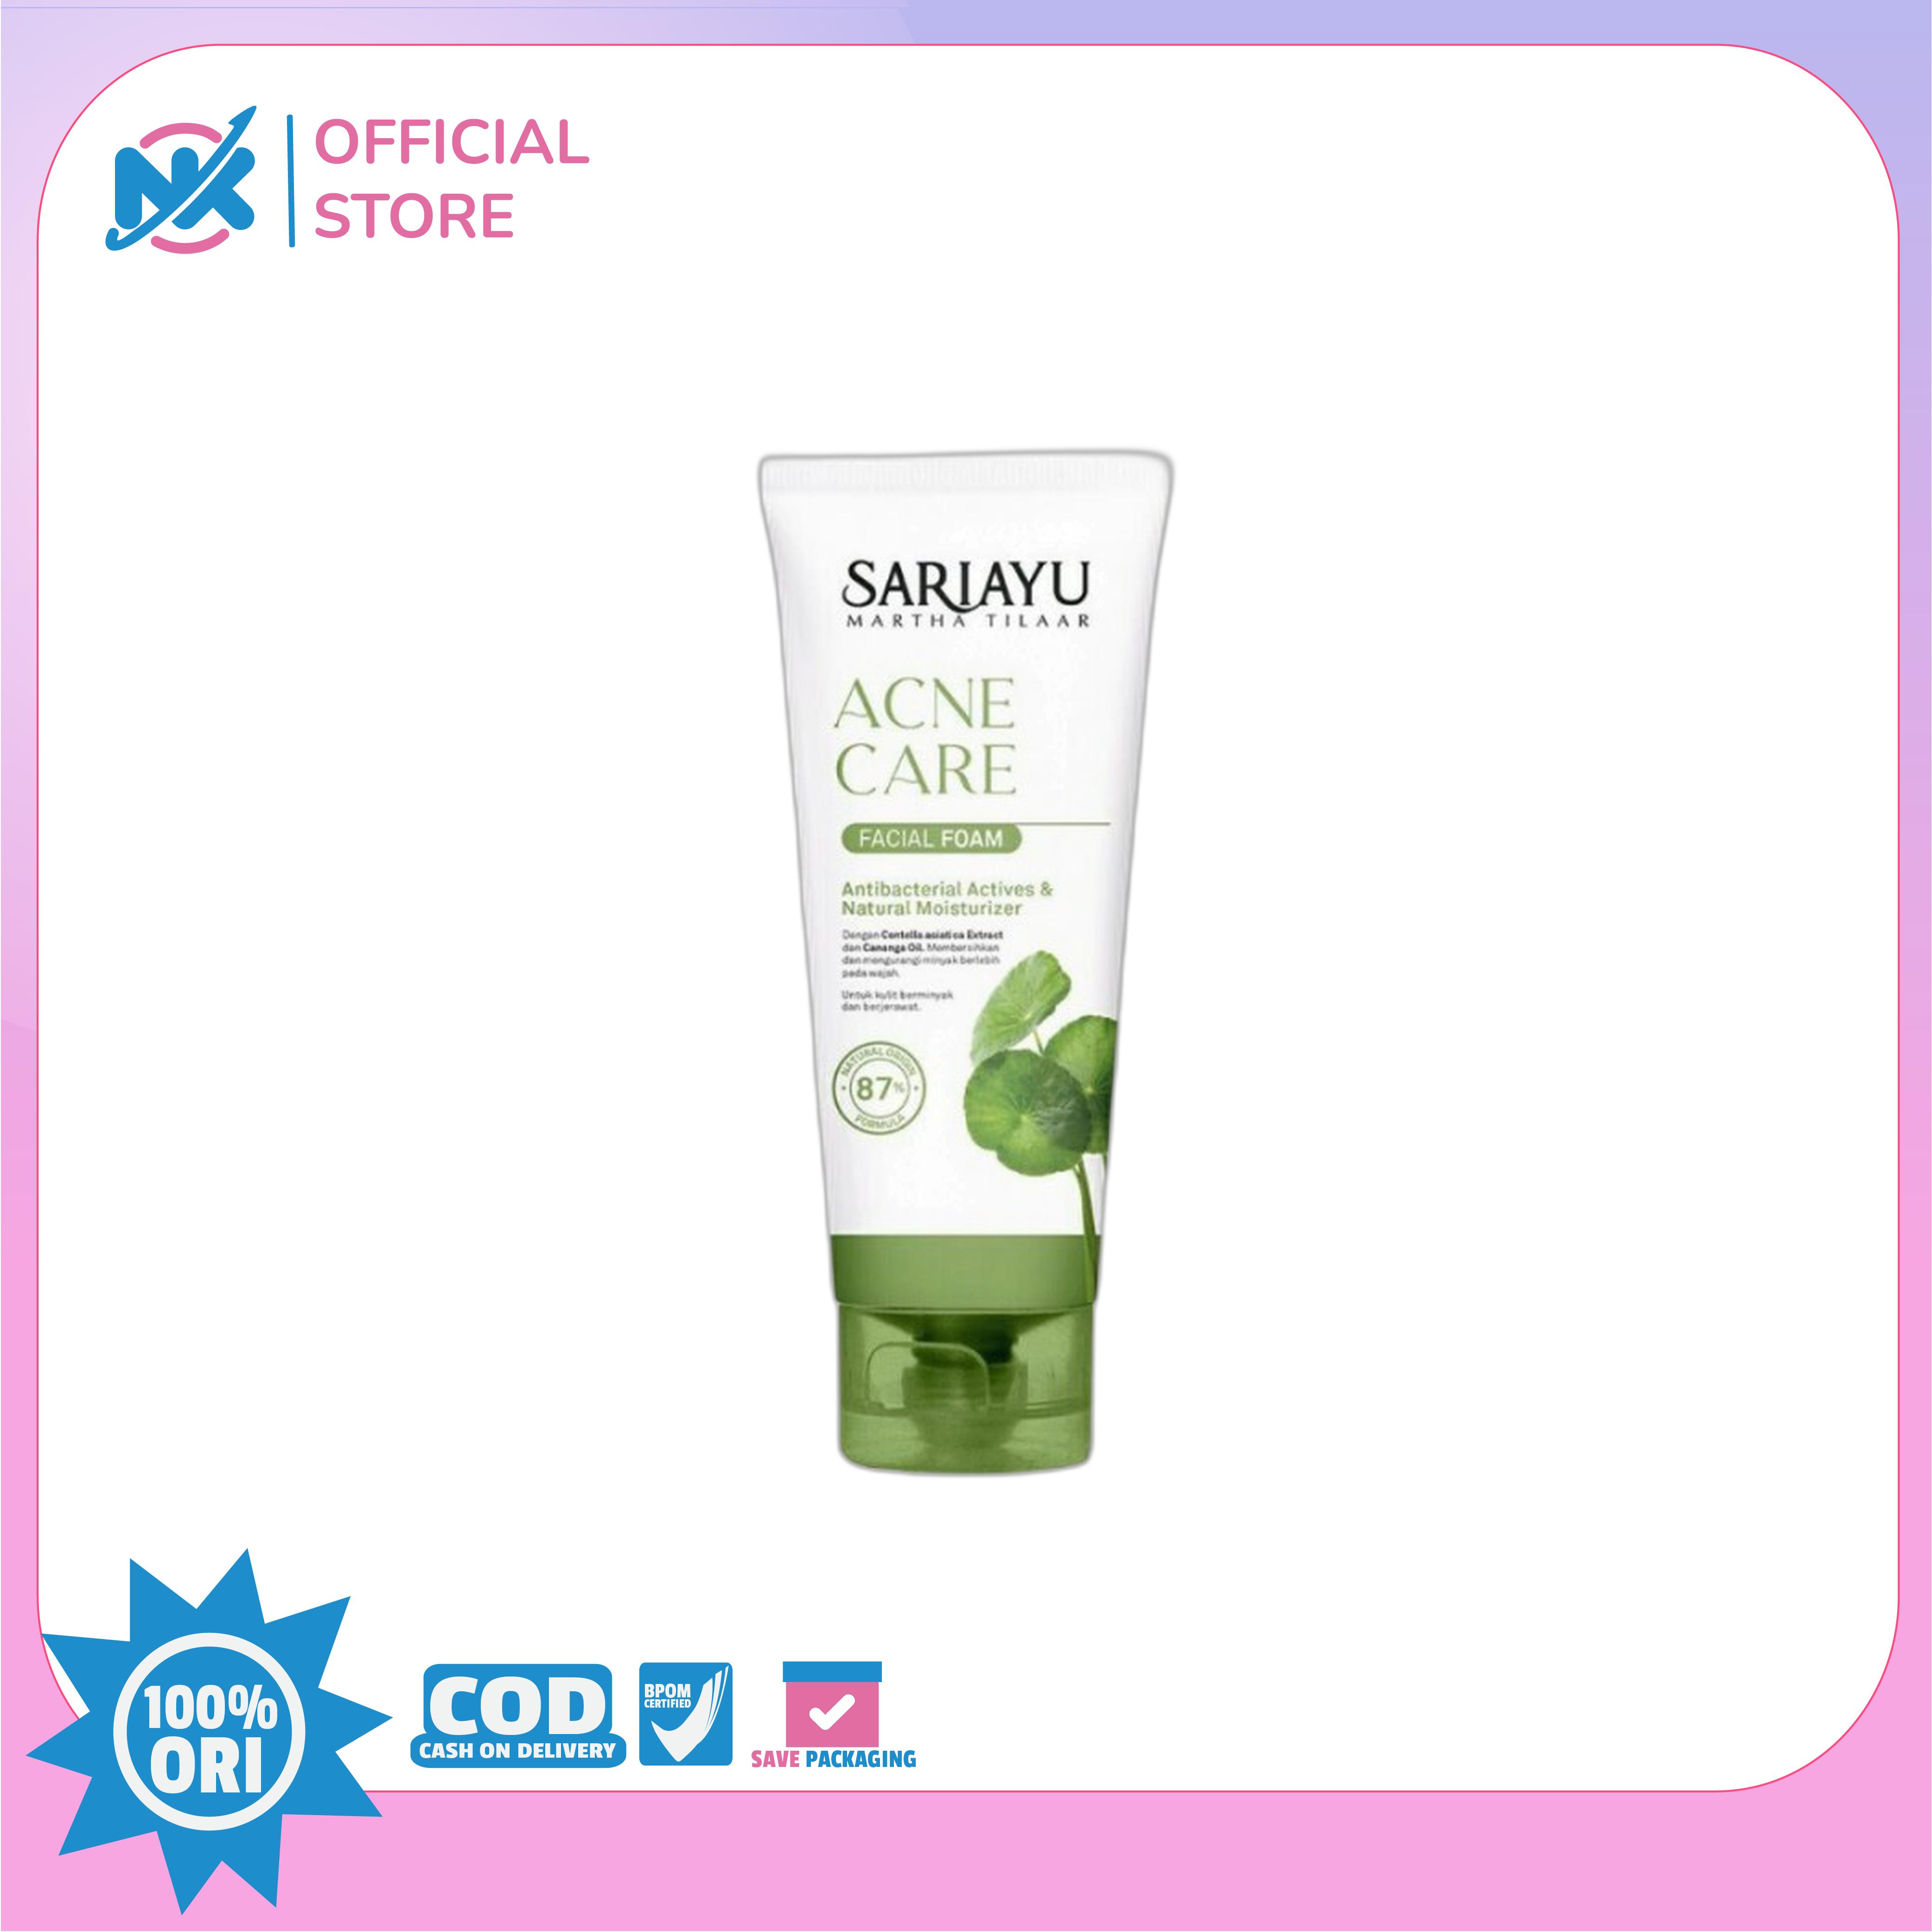 NK
OFFICIAL
STORE
SARIAYU
MARTHA TILAAR
ACNE
CARE
FACIAL FOAM
Antibacterial Actives &
Natural Moisturizer
Dengan Centella asiatica Extract
dan Cananga Oil. Membersihkan
dan mengurangi minyak berlebih
pada wajah.
Untuk kulit berminyak
dan berjerawat.
NATURAL ORIGIN
87%
FORMULA
100%
ORI
COD
CASH ON DELIVERY
BPOM
CERTIFIED
SAVE PACKAGING